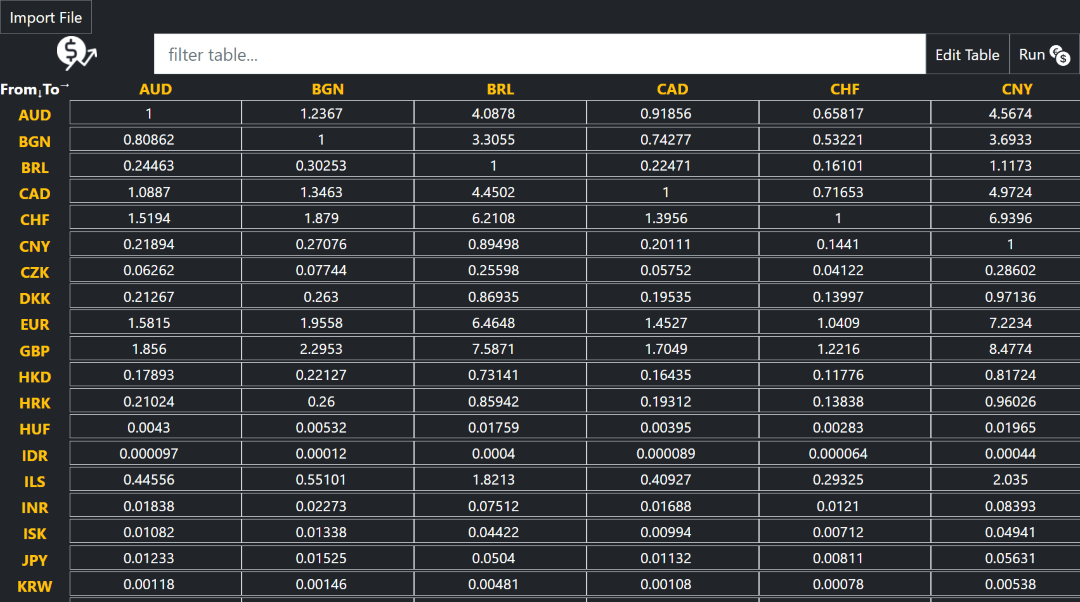 Import File
filter table...
Edit Table
Run
From↓To→ AUD BGN BRL CAD CHF CNY
AUD 1 1.2367 4.0878 0.91856 0.65817 4.5674
BGN 0.80862 1 3.3055 0.74277 0.53221 3.6933
BRL 0.24463 0.30253 1 0.22471 0.16101 1.1173
CAD 1.0887 1.3463 4.4502 1 0.71653 4.9724
CHF 1.5194 1.879 6.2108 1.3956 1 6.9396
CNY 0.21894 0.27076 0.89498 0.20111 0.1441 1
CZK 0.06262 0.07744 0.25598 0.05752 0.04122 0.28602
DKK 0.21267 0.263 0.86935 0.19535 0.13997 0.97136
EUR 1.5815 1.9558 6.4648 1.4527 1.0409 7.2234
GBP 1.856 2.2953 7.5871 1.7049 1.2216 8.4774
HKD 0.17893 0.22127 0.73141 0.16435 0.11776 0.81724
HRK 0.21024 0.26 0.85942 0.19312 0.13838 0.96026
HUF 0.0043 0.00532 0.01759 0.00395 0.00283 0.01965
IDR 0.000097 0.00012 0.0004 0.000089 0.000064 0.00044
ILS 0.44556 0.55101 1.8213 0.40927 0.29325 2.035
INR 0.01838 0.02273 0.07512 0.01688 0.0121 0.08393
ISK 0.01082 0.01338 0.04422 0.00994 0.00712 0.04941
JPY 0.01233 0.01525 0.0504 0.01132 0.00811 0.05631
KRW 0.00118 0.00146 0.00481 0.00108 0.00078 0.00538